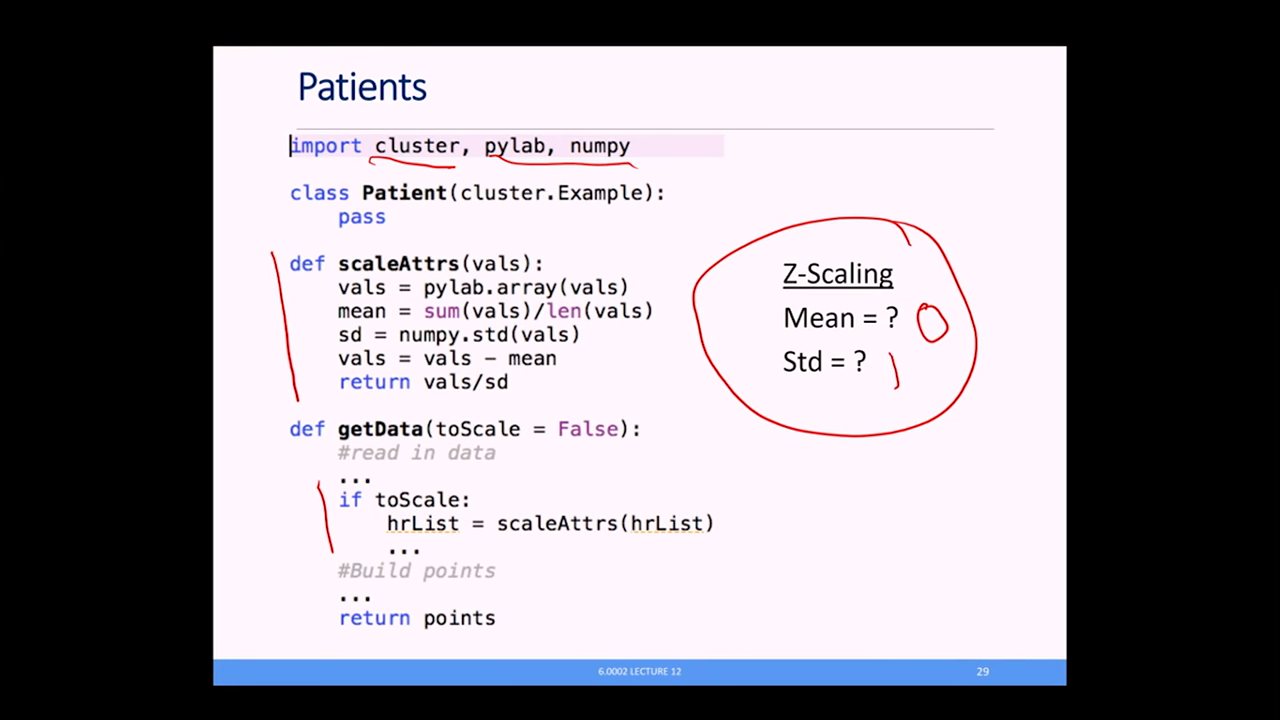 Patients
import cluster, pylab, numpy
class Patient(cluster.Example):
    pass
def scaleAttrs(vals):
    vals = pylab.array(vals)
    mean = sum(vals)/len(vals)
    sd = numpy.std(vals)
    vals = vals - mean
    return vals/sd
def getData(toScale = False):
    #read in data
    ...
    if toScale:
        hrList = scaleAttrs(hrList)
        ...
    #Build points
    ...
    return points
Z-Scaling
Mean = ? 0
Std = ? 1
6.0002 LECTURE 12
29